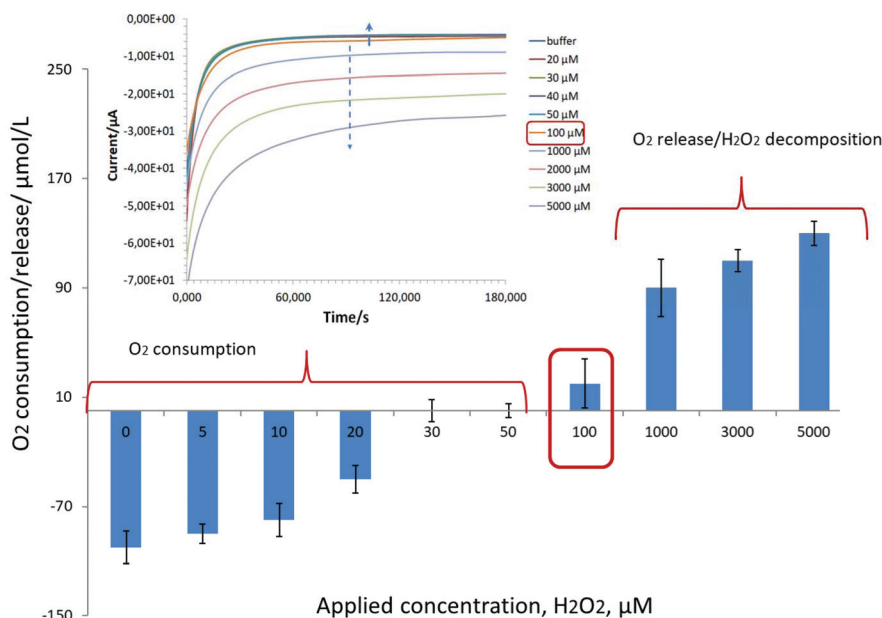 O2 consumption/release/ µmol/L
250
170
90
10
-70
-150
Current/µA
0,00E+00
-1,00E+01
-2,00E+01
-3,00E+01
-4,00E+01
-5,00E+01
-6,00E+01
-7,00E+01
0,000
60,000
120,000
180,000
Time/s
buffer
20 µM
30 µM
40 µM
50 µM
100 µM
1000 µM
2000 µM
3000 µM
5000 µM
O2 release/H2O2 decomposition
O2 consumption
0
5
10
20
30
50
100
1000
3000
5000
Applied concentration, H2O2, µM